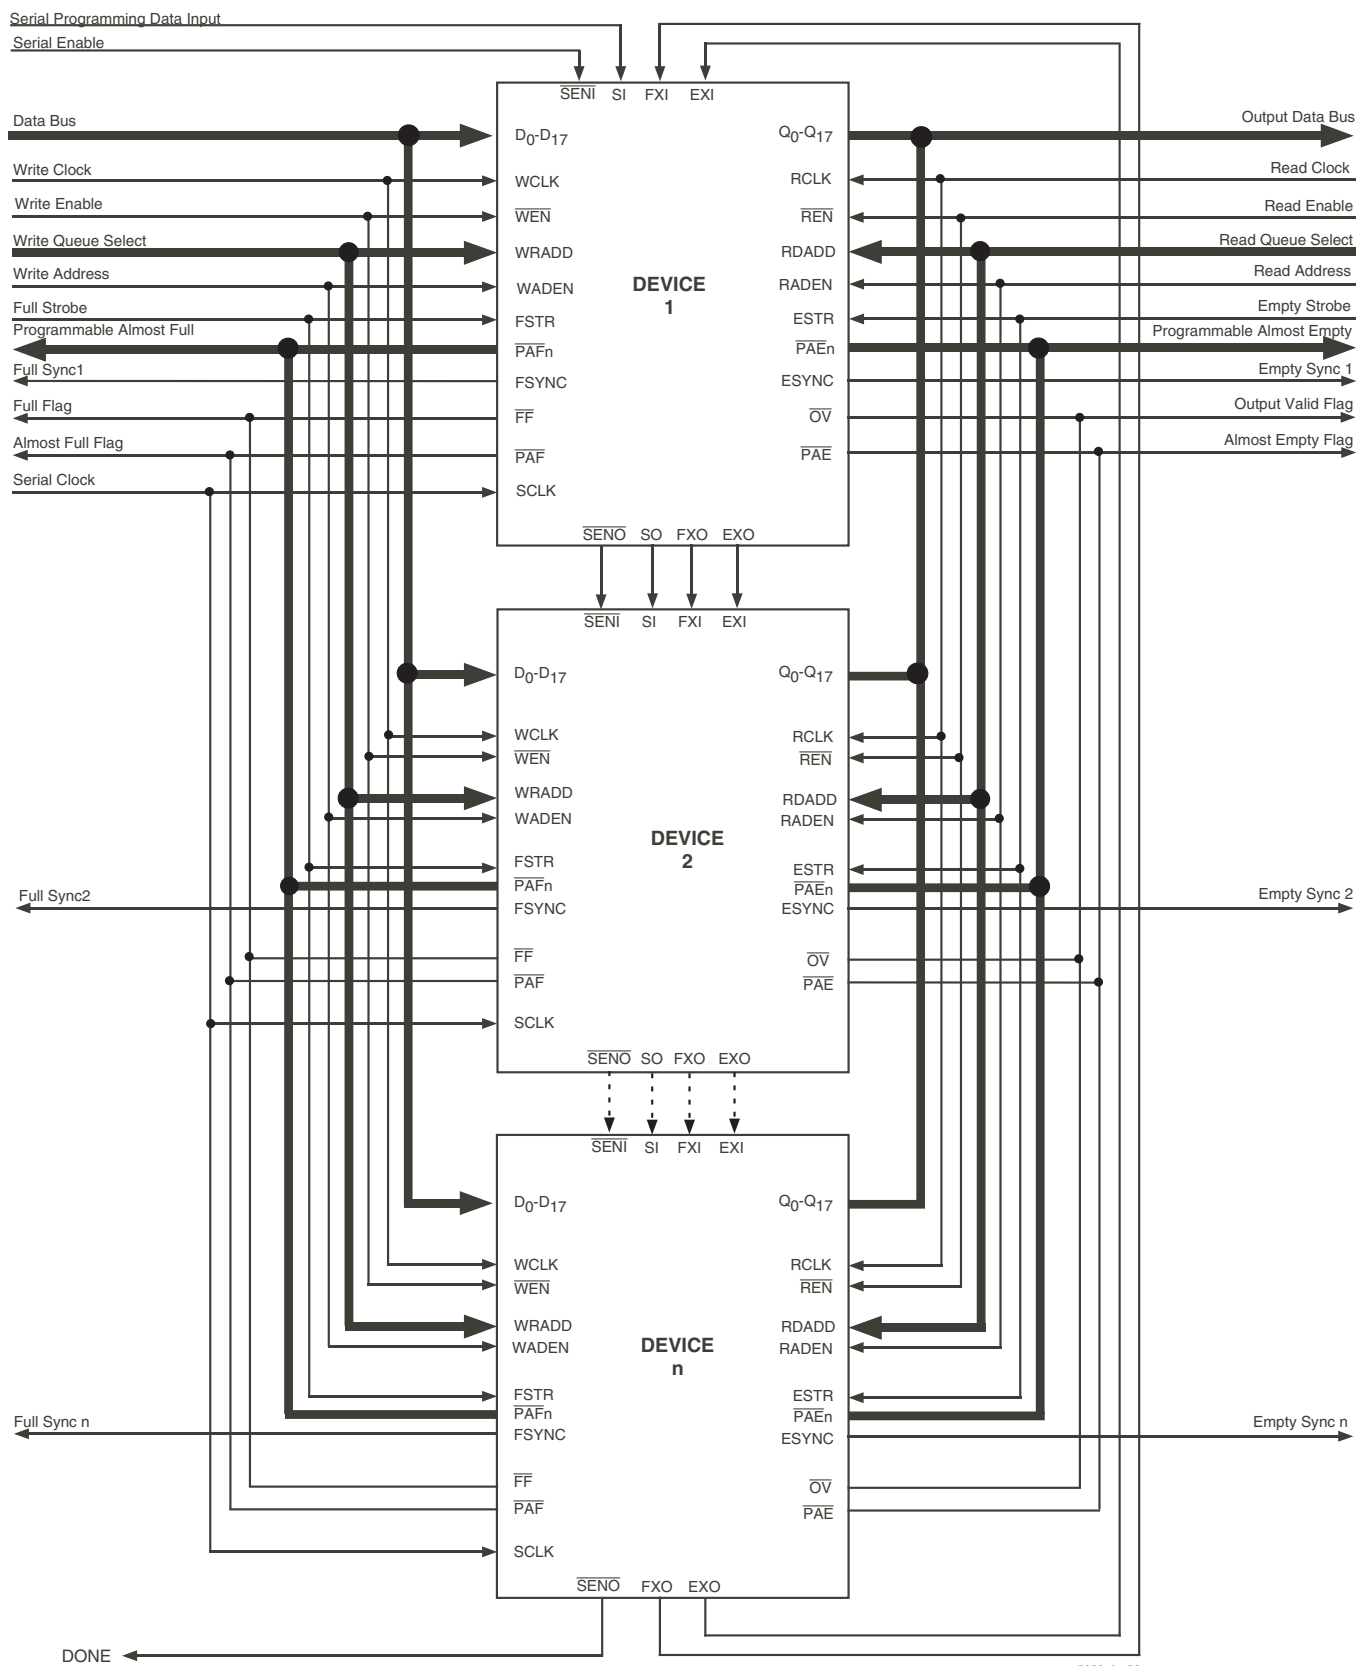 Serial Programming Data Input
Serial Enable
SENI SI FXI EXI
Data Bus D0-D17 Q0-Q17 Output Data Bus
Write Clock WCLK RCLK Read Clock
Write Enable WEN REN Read Enable
Write Queue Select WRADD RDADD Read Queue Select
Write Address WADEN RADEN Read Address
DEVICE
1
Full Strobe FSTR ESTR Empty Strobe
Programmable Almost Full PAFn PAEn Programmable Almost Empty
Full Sync1 FSYNC ESYNC Empty Sync 1
Full Flag FF OV Output Valid Flag
Almost Full Flag PAF PAE Almost Empty Flag
Serial Clock SCLK
SENO SO FXO EXO
SENI SI FXI EXI
D0-D17 Q0-Q17
WCLK RCLK
WEN REN
WRADD RDADD
WADEN RADEN
DEVICE
2
FSTR ESTR
PAFn PAEn
Full Sync2 FSYNC ESYNC Empty Sync 2
FF OV
PAF PAE
SCLK
SENO SO FXO EXO
SENI SI FXI EXI
D0-D17 Q0-Q17
WCLK RCLK
WEN REN
WRADD RDADD
WADEN RADEN
DEVICE
n
FSTR ESTR
PAFn PAEn
Full Sync n FSYNC ESYNC Empty Sync n
FF OV
PAF PAE
SCLK
SENO FXO EXO
DONE